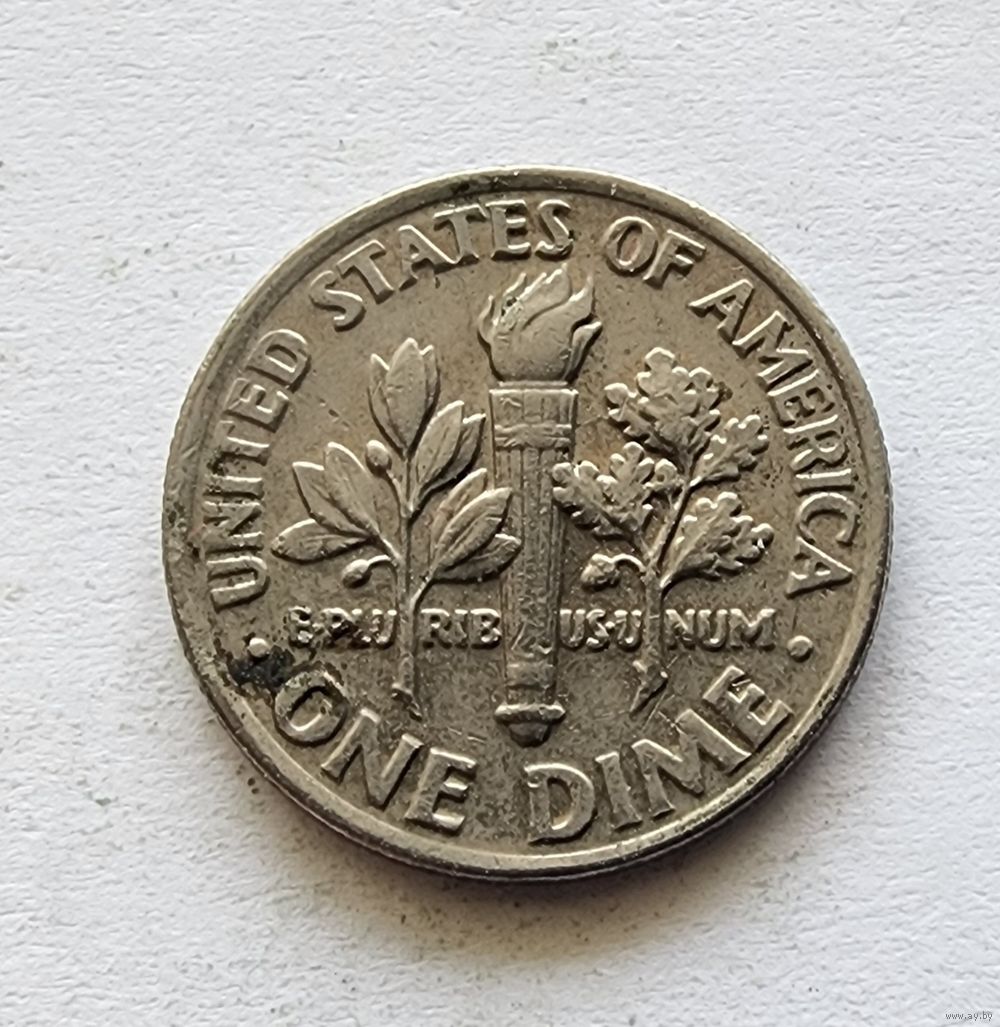 UNITED STATES OF AMERICA
E·PLURIBUS·UNUM
· ONE DIME ·
www.ay.by